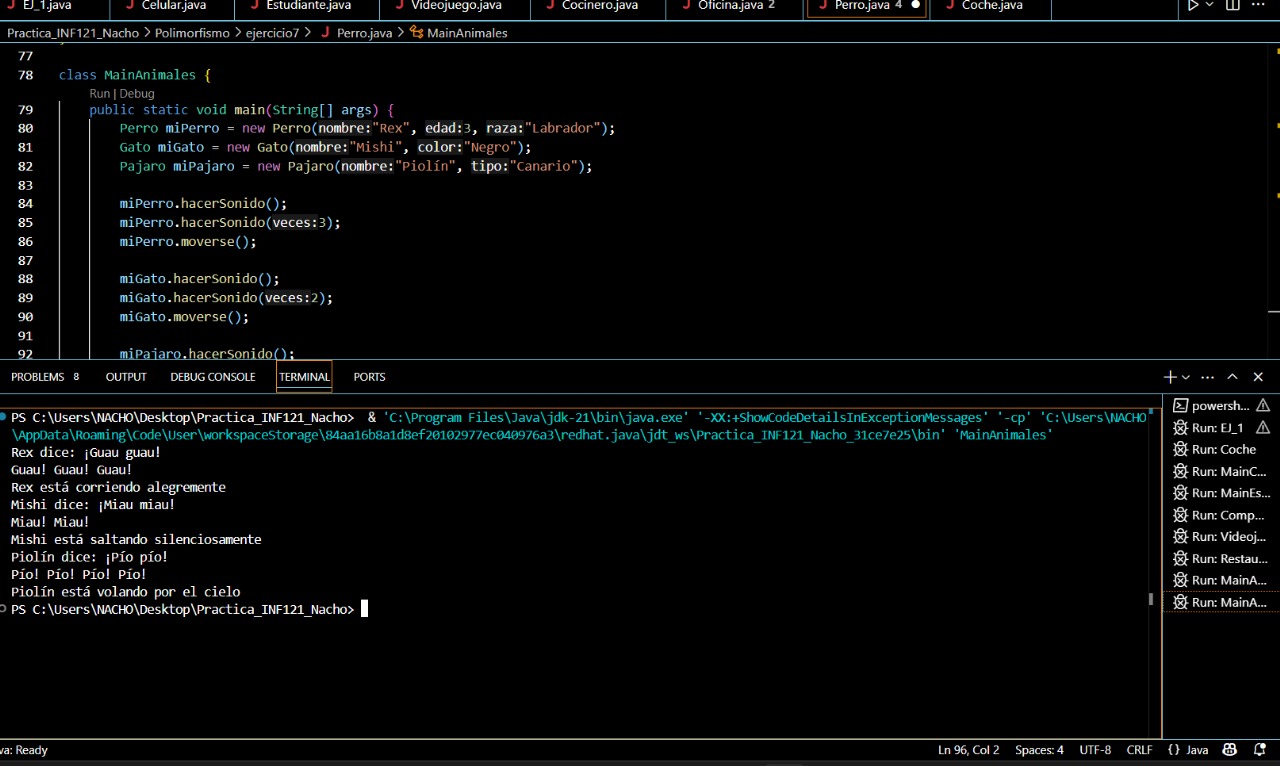 EJ_1.java Celular.java Estudiante.java Videojuego.java Cocinero.java Oficina.java 2 Perro.java 4 Coche.java
Practica_INF121_Nacho > Polimorfismo > ejercicio7 > Perro.java > MainAnimales
77
78 class MainAnimales {
Run | Debug
79 public static void main(String[] args) {
80 Perro miPerro = new Perro(nombre:"Rex", edad:3, raza:"Labrador");
81 Gato miGato = new Gato(nombre:"Mishi", color:"Negro");
82 Pajaro miPajaro = new Pajaro(nombre:"Piolín", tipo:"Canario");
83
84 miPerro.hacerSonido();
85 miPerro.hacerSonido(veces:3);
86 miPerro.moverse();
87
88 miGato.hacerSonido();
89 miGato.hacerSonido(veces:2);
90 miGato.moverse();
91
92 miPajaro.hacerSonido();
PROBLEMS 8 OUTPUT DEBUG CONSOLE TERMINAL PORTS
PS C:\Users\NACHO\Desktop\Practica_INF121_Nacho> & 'C:\Program Files\Java\jdk-21\bin\java.exe' '-XX:+ShowCodeDetailsInExceptionMessages' '-cp' 'C:\Users\NACHO
\AppData\Roaming\Code\User\workspaceStorage\84aa16b8a1d8ef20102977ec040976a3\redhat.java\jdt_ws\Practica_INF121_Nacho_31ce7e25\bin' 'MainAnimales'
Rex dice: ¡Guau guau!
Guau! Guau! Guau!
Rex está corriendo alegremente
Mishi dice: ¡Miau miau!
Miau! Miau!
Mishi está saltando silenciosamente
Piolín dice: ¡Pío pío!
Pío! Pío! Pío! Pío!
Piolín está volando por el cielo
PS C:\Users\NACHO\Desktop\Practica_INF121_Nacho>
powersh...
Run: EJ_1
Run: Coche
Run: MainC...
Run: MainEs...
Run: Comp...
Run: Videoj...
Run: Restau...
Run: MainA...
Run: MainA...
va: Ready Ln 96, Col 2 Spaces: 4 UTF-8 CRLF {} Java